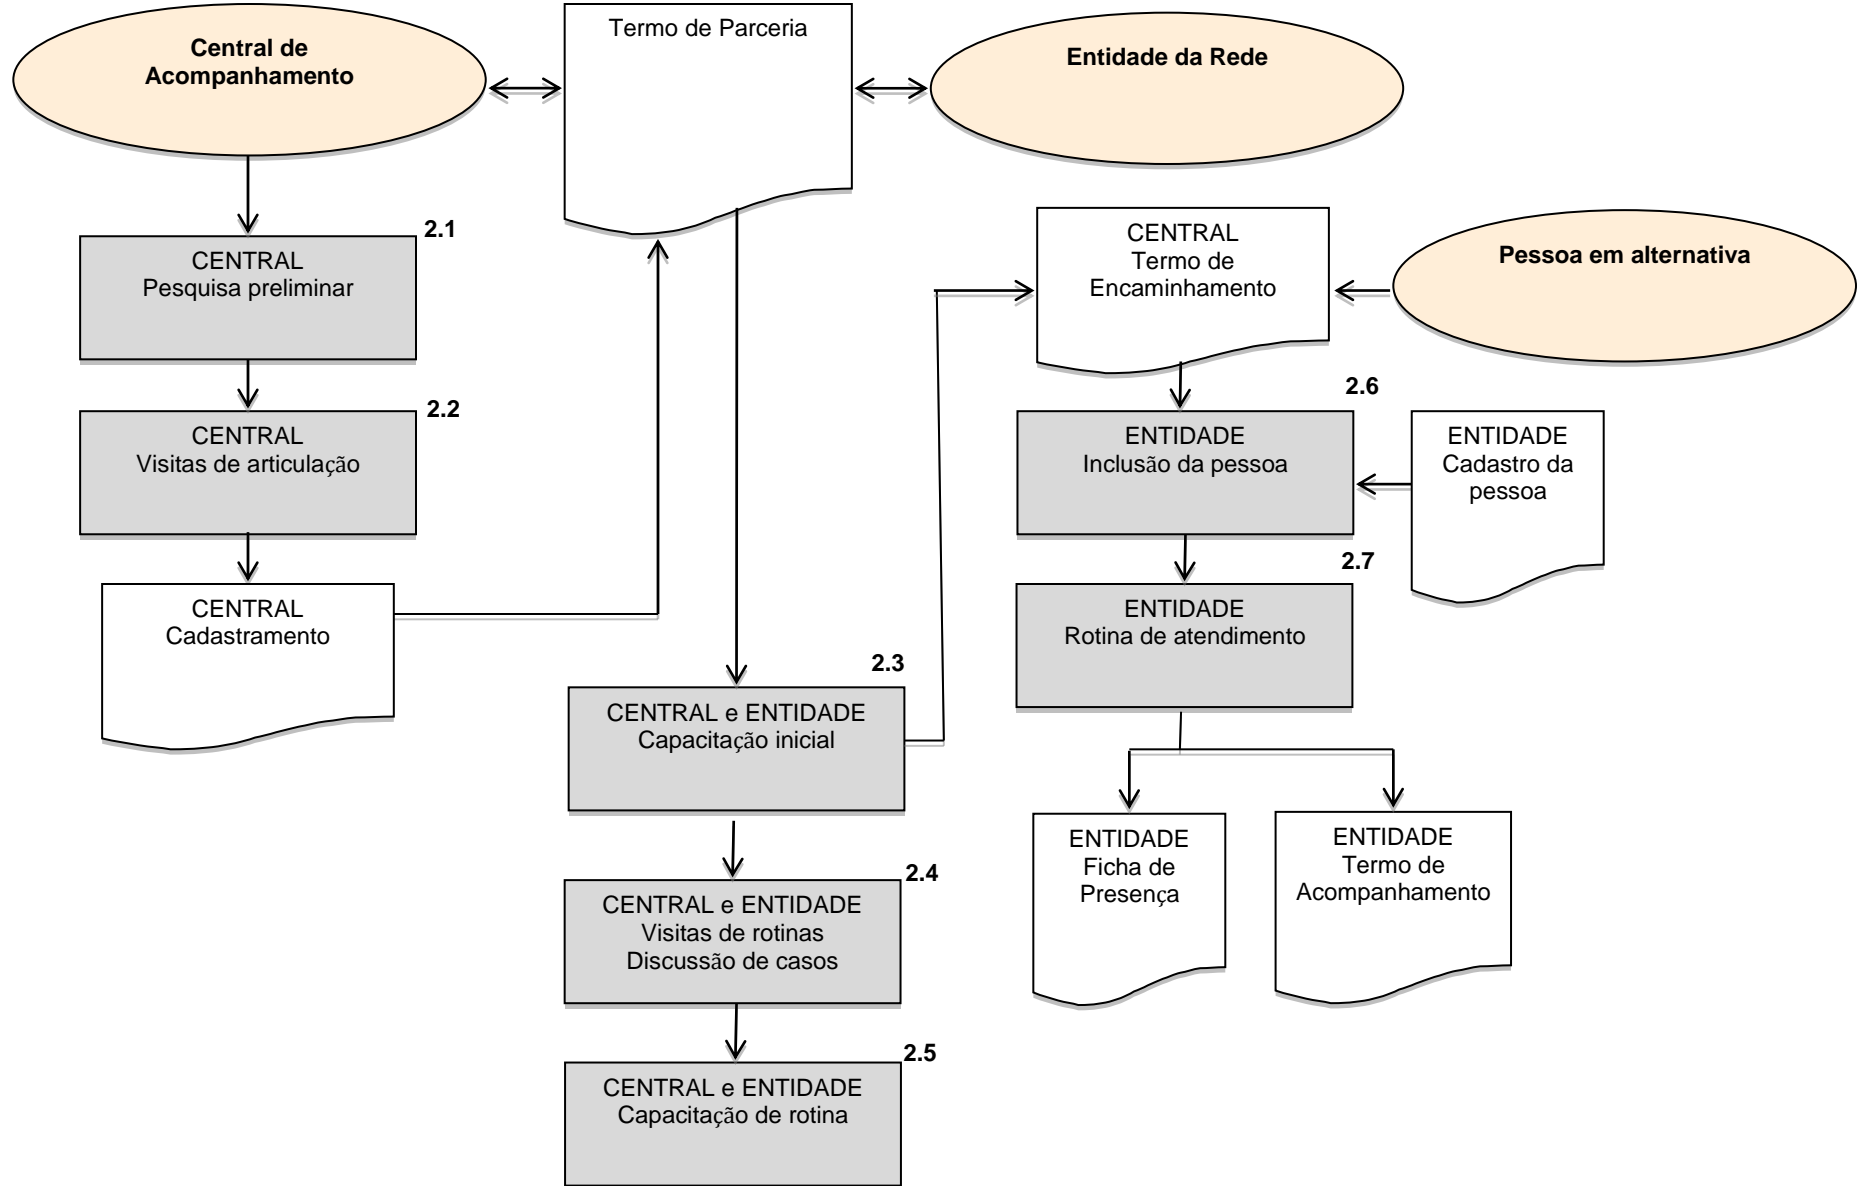 Central de
Acompanhamento
Termo de Parceria
Entidade da Rede
2.1
CENTRAL
Pesquisa preliminar
2.2
CENTRAL
Visitas de articulação
CENTRAL
Cadastramento
2.3
CENTRAL e ENTIDADE
Capacitação inicial
2.4
CENTRAL e ENTIDADE
Visitas de rotinas
Discussão de casos
2.5
CENTRAL e ENTIDADE
Capacitação de rotina
CENTRAL
Termo de
Encaminhamento
Pessoa em alternativa
2.6
ENTIDADE
Inclusão da pessoa
ENTIDADE
Cadastro da
pessoa
2.7
ENTIDADE
Rotina de atendimento
ENTIDADE
Ficha de
Presença
ENTIDADE
Termo de
Acompanhamento